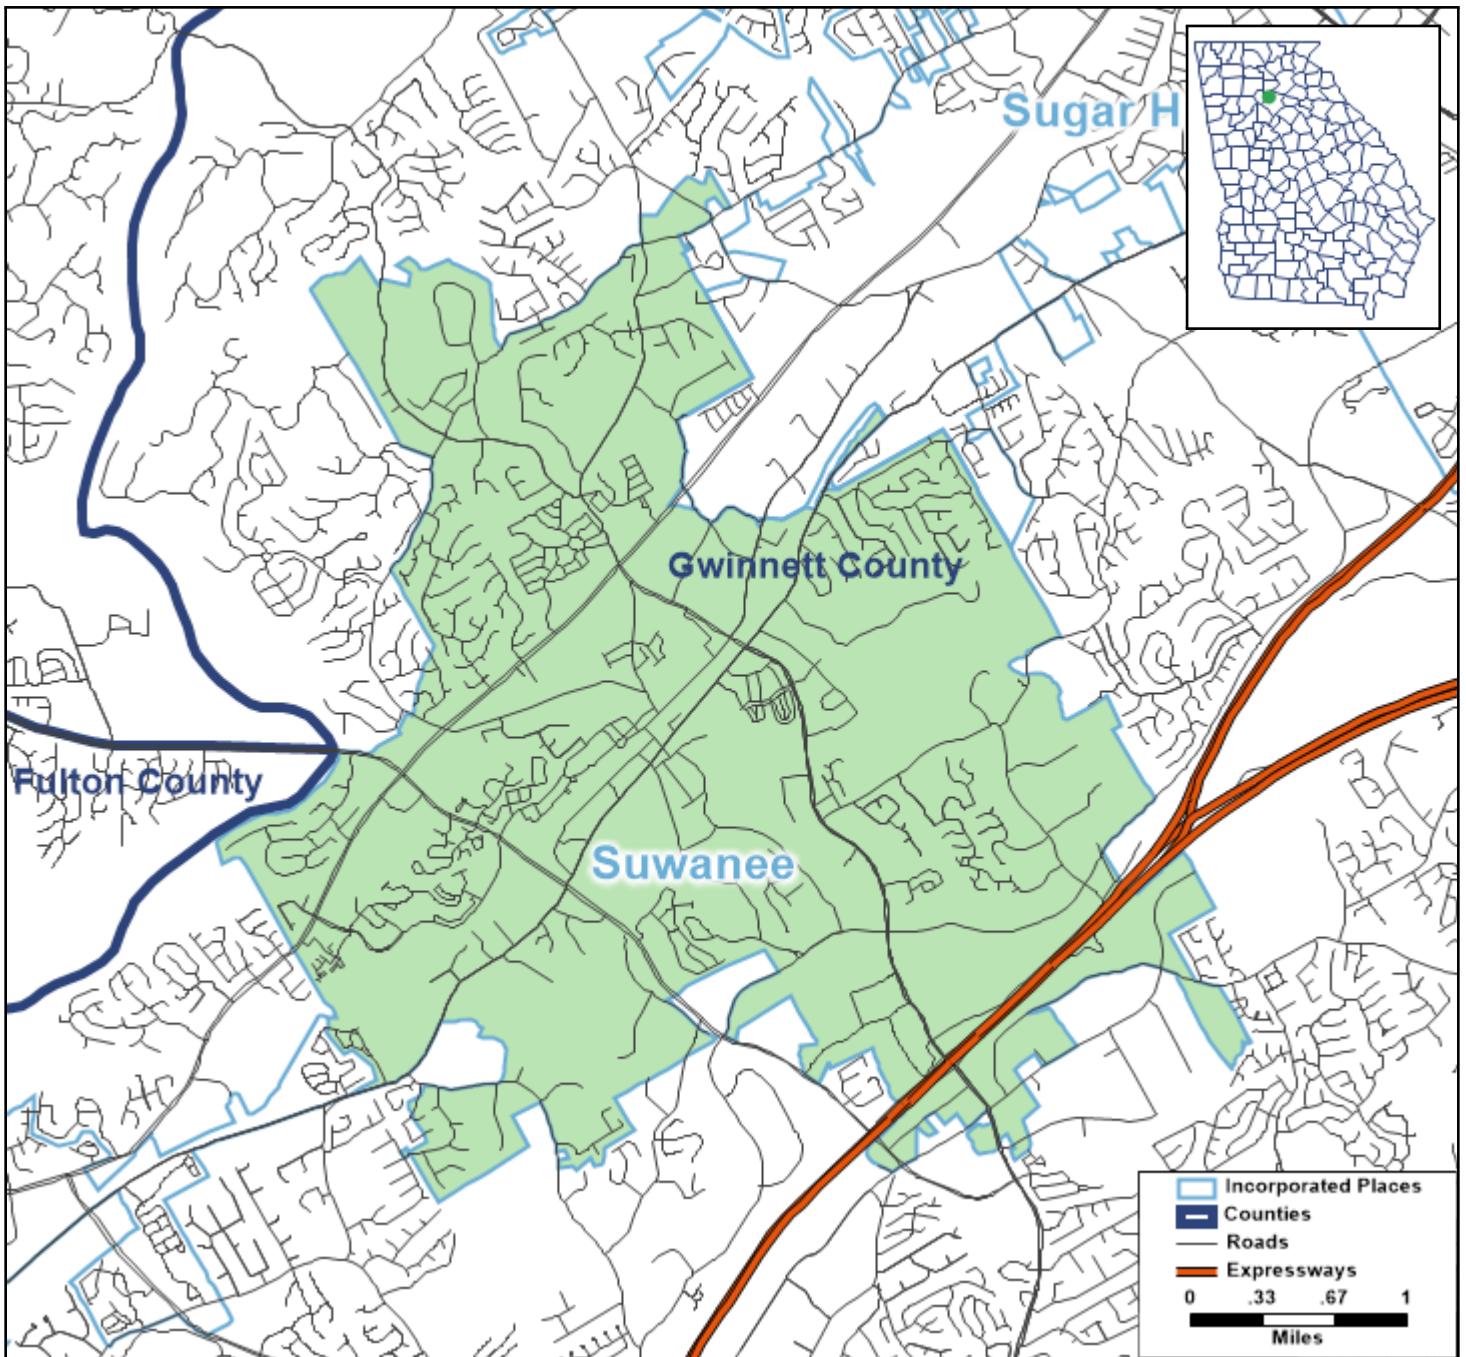 Sugar H
Gwinnett County
Fulton County
Suwanee
Incorporated Places
Counties
Roads
Expressways
0 .33 .67 1
Miles